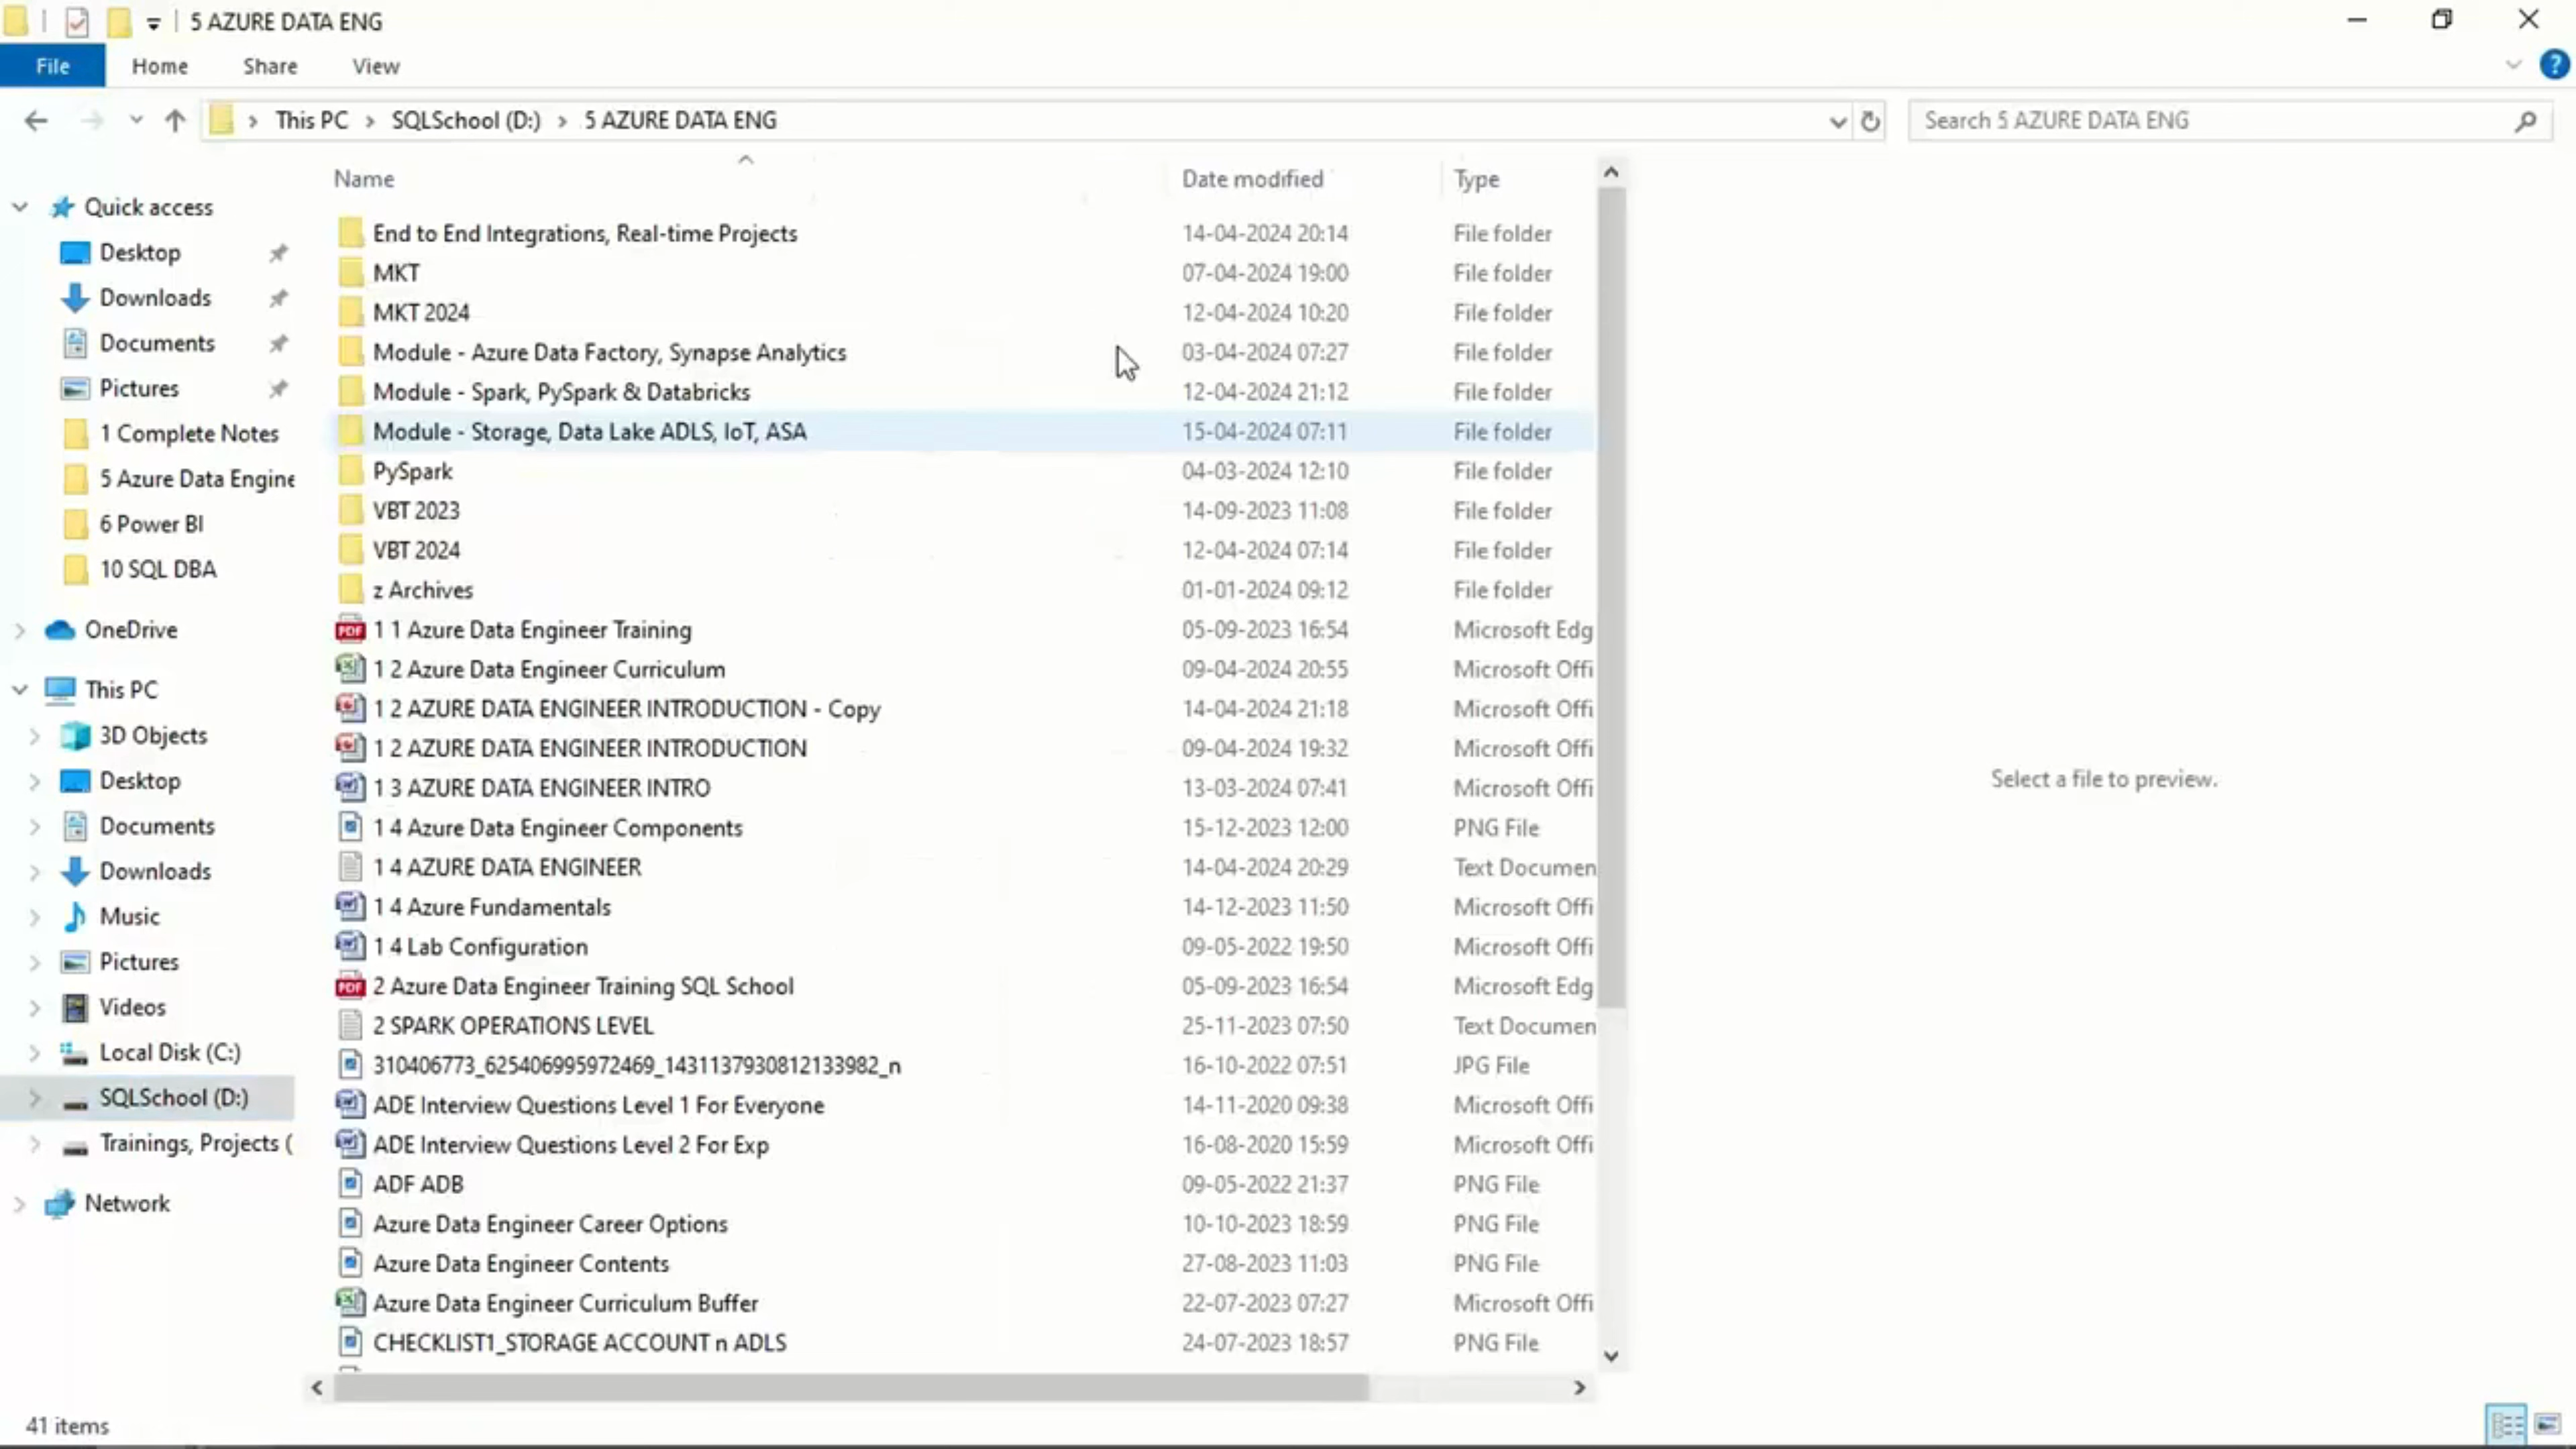 5 AZURE DATA ENG
File Home Share View
This PC SQLSchool (D:) 5 AZURE DATA ENG
Search 5 AZURE DATA ENG
Quick access
Desktop
Downloads
Documents
Pictures
1 Complete Notes
5 Azure Data Engine
6 Power BI
10 SQL DBA
OneDrive
This PC
3D Objects
Desktop
Documents
Downloads
Music
Pictures
Videos
Local Disk (C:)
SQLSchool (D:)
Trainings, Projects (
Network
Name Date modified Type
End to End Integrations, Real-time Projects 14-04-2024 20:14 File folder
MKT 07-04-2024 19:00 File folder
MKT 2024 12-04-2024 10:20 File folder
Module - Azure Data Factory, Synapse Analytics 03-04-2024 07:27 File folder
Module - Spark, PySpark & Databricks 12-04-2024 21:12 File folder
Module - Storage, Data Lake ADLS, IoT, ASA 15-04-2024 07:11 File folder
PySpark 04-03-2024 12:10 File folder
VBT 2023 14-09-2023 11:08 File folder
VBT 2024 12-04-2024 07:14 File folder
z Archives 01-01-2024 09:12 File folder
PDF 1 1 Azure Data Engineer Training 05-09-2023 16:54 Microsoft Edg
1 2 Azure Data Engineer Curriculum 09-04-2024 20:55 Microsoft Offi
1 2 AZURE DATA ENGINEER INTRODUCTION - Copy 14-04-2024 21:18 Microsoft Offi
1 2 AZURE DATA ENGINEER INTRODUCTION 09-04-2024 19:32 Microsoft Offi
1 3 AZURE DATA ENGINEER INTRO 13-03-2024 07:41 Microsoft Offi
1 4 Azure Data Engineer Components 15-12-2023 12:00 PNG File
1 4 AZURE DATA ENGINEER 14-04-2024 20:29 Text Documen
1 4 Azure Fundamentals 14-12-2023 11:50 Microsoft Offi
1 4 Lab Configuration 09-05-2022 19:50 Microsoft Offi
PDF 2 Azure Data Engineer Training SQL School 05-09-2023 16:54 Microsoft Edg
2 SPARK OPERATIONS LEVEL 25-11-2023 07:50 Text Documen
310406773_625406995972469_1431137930812133982_n 16-10-2022 07:51 JPG File
ADE Interview Questions Level 1 For Everyone 14-11-2020 09:38 Microsoft Offi
ADE Interview Questions Level 2 For Exp 16-08-2020 15:59 Microsoft Offi
ADF ADB 09-05-2022 21:37 PNG File
Azure Data Engineer Career Options 10-10-2023 18:59 PNG File
Azure Data Engineer Contents 27-08-2023 11:03 PNG File
Azure Data Engineer Curriculum Buffer 22-07-2023 07:27 Microsoft Offi
CHECKLIST1_STORAGE ACCOUNT n ADLS 24-07-2023 18:57 PNG File
Select a file to preview.
41 items